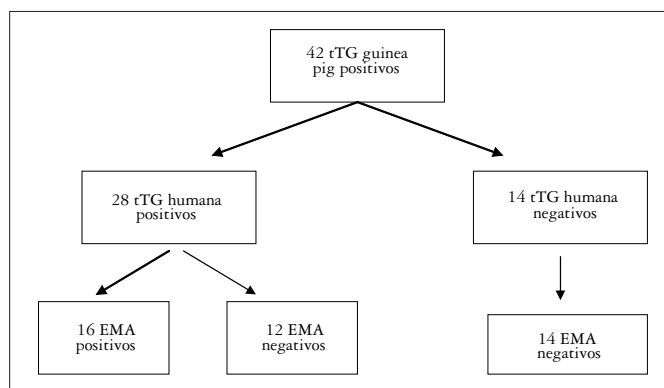 42 tTG guinea
pig positivos
28 tTG humana
positivos
14 tTG humana
negativos
16 EMA
positivos
12 EMA
negativos
14 EMA
negativos